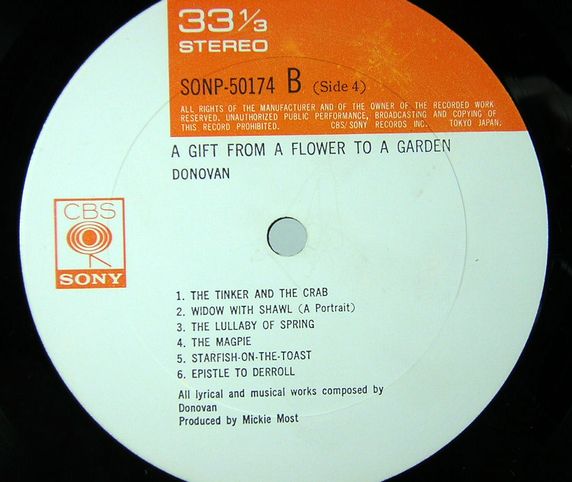 33 1/3
STEREO
SONP-50174 B (Side 4)
ALL RIGHTS OF THE MANUFACTURER AND OF THE OWNER OF THE RECORDED WORK
RESERVED. UNAUTHORIZED PUBLIC PERFORMANCE, BROADCASTING AND COPYING OF
THIS RECORD PROHIBITED. CBS/SONY RECORDS INC. TOKYO JAPAN.
A GIFT FROM A FLOWER TO A GARDEN
DONOVAN
CBS
SONY
1. THE TINKER AND THE CRAB
2. WIDOW WITH SHAWL (A Portrait)
3. THE LULLABY OF SPRING
4. THE MAGPIE
5. STARFISH-ON-THE-TOAST
6. EPISTLE TO DERROLL
All lyrical and musical works composed by
Donovan
Produced by Mickie Most